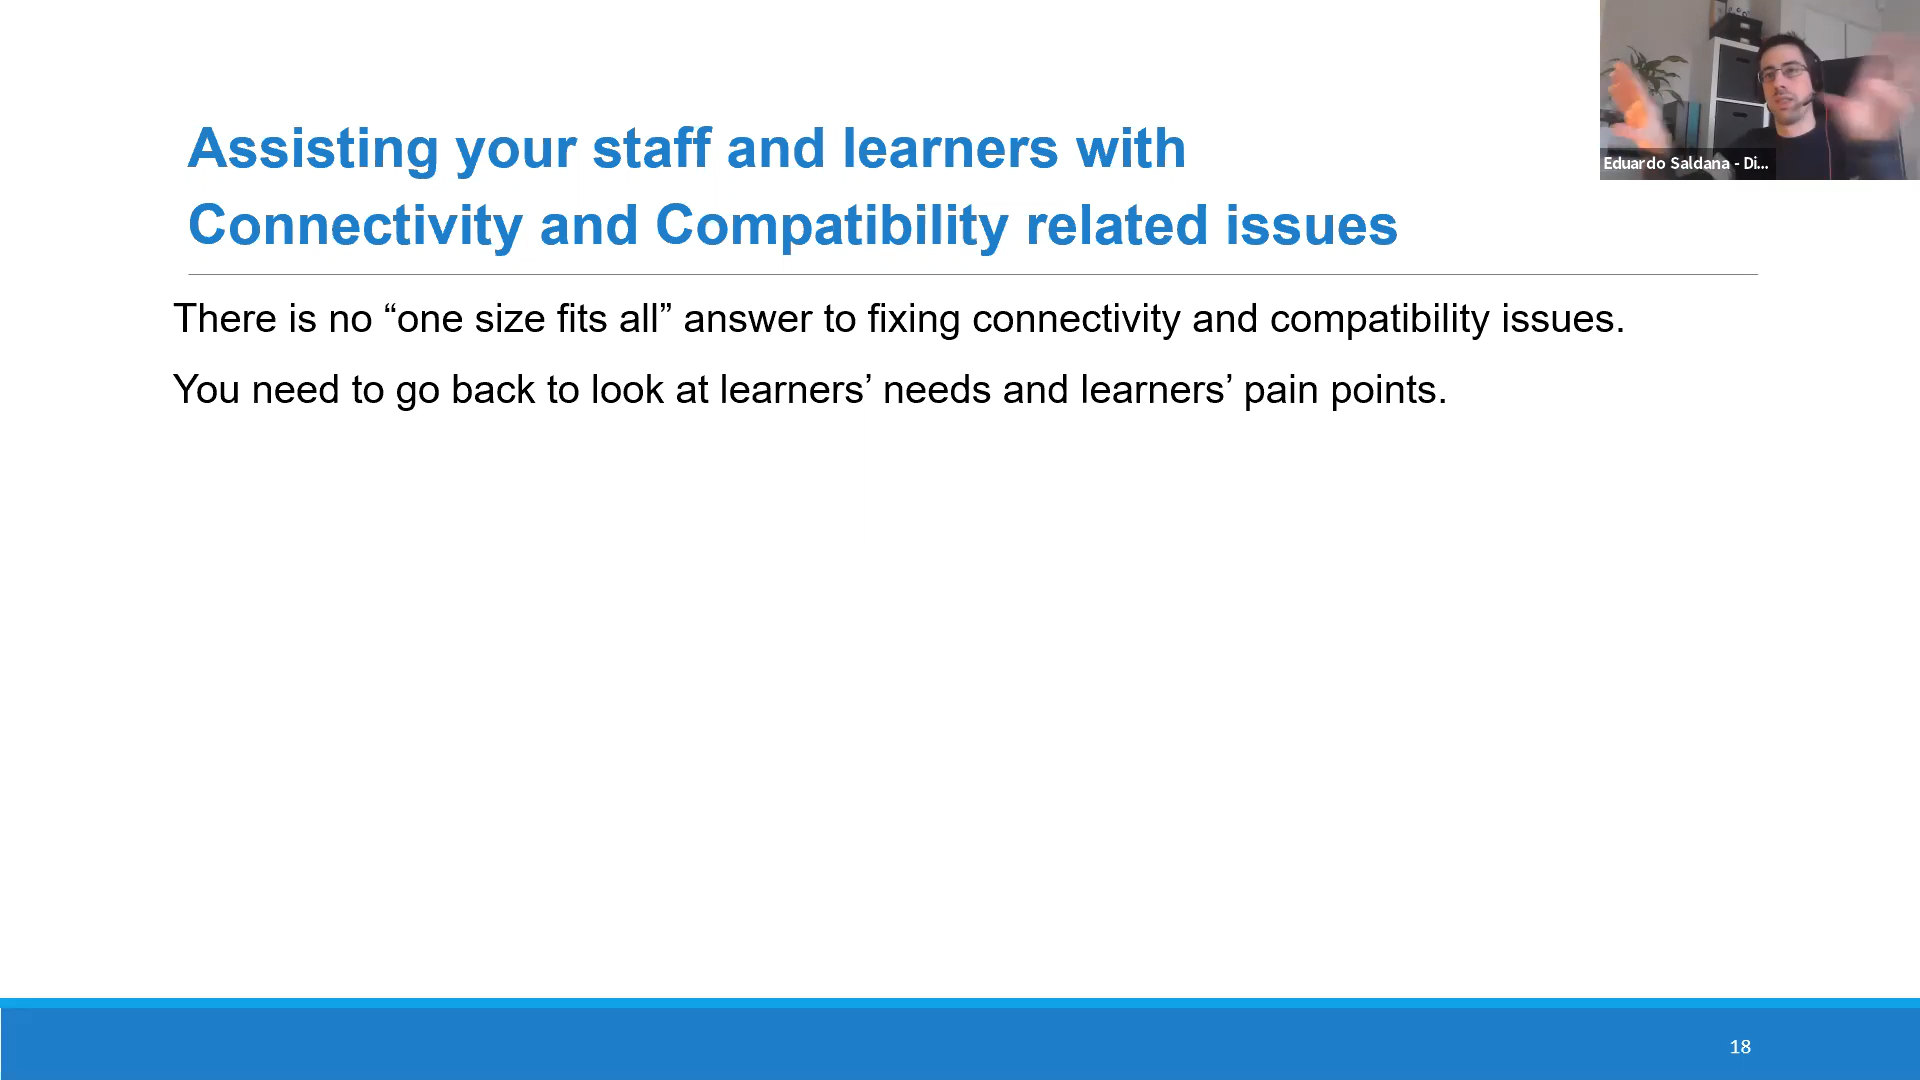 Assisting your staff and learners with
Connectivity and Compatibility related issues
There is no “one size fits all” answer to fixing connectivity and compatibility issues.
You need to go back to look at learners’ needs and learners’ pain points.
Eduardo Saldana - Di...
18